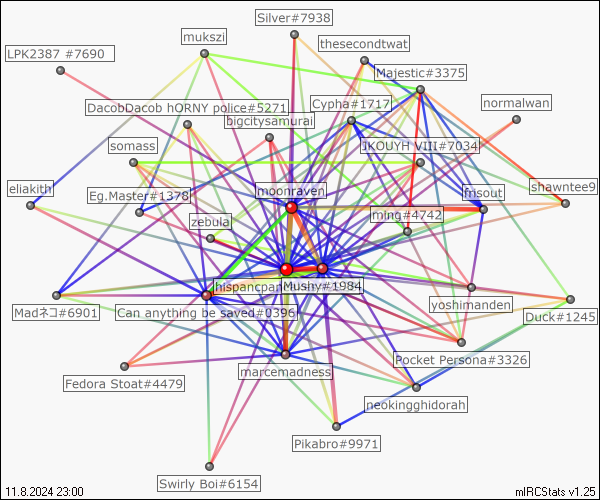 Silver#7938
mukszi
thesecondtwat
LPK2387 #7690
Majestic#3375
DacobDacob hORNY police#5271
Cypha#1717
normalwan
bigcitysamurai
somass
IKOUYH VIII#7034
eliakith
Eg.Master#1378
moonraven
frisout
shawntee9
zebula
ming#4742
hispancpan
Mushy#1984
yoshimanden
Madネコ#6901
Can anything be saved#0396
Duck#1245
Pocket Persona#3326
Fedora Stoat#4479
marcemadness
neokingghidorah
Pikabro#9971
Swirly Boi#6154
11.8.2024 23:00
mIRCStats v1.25